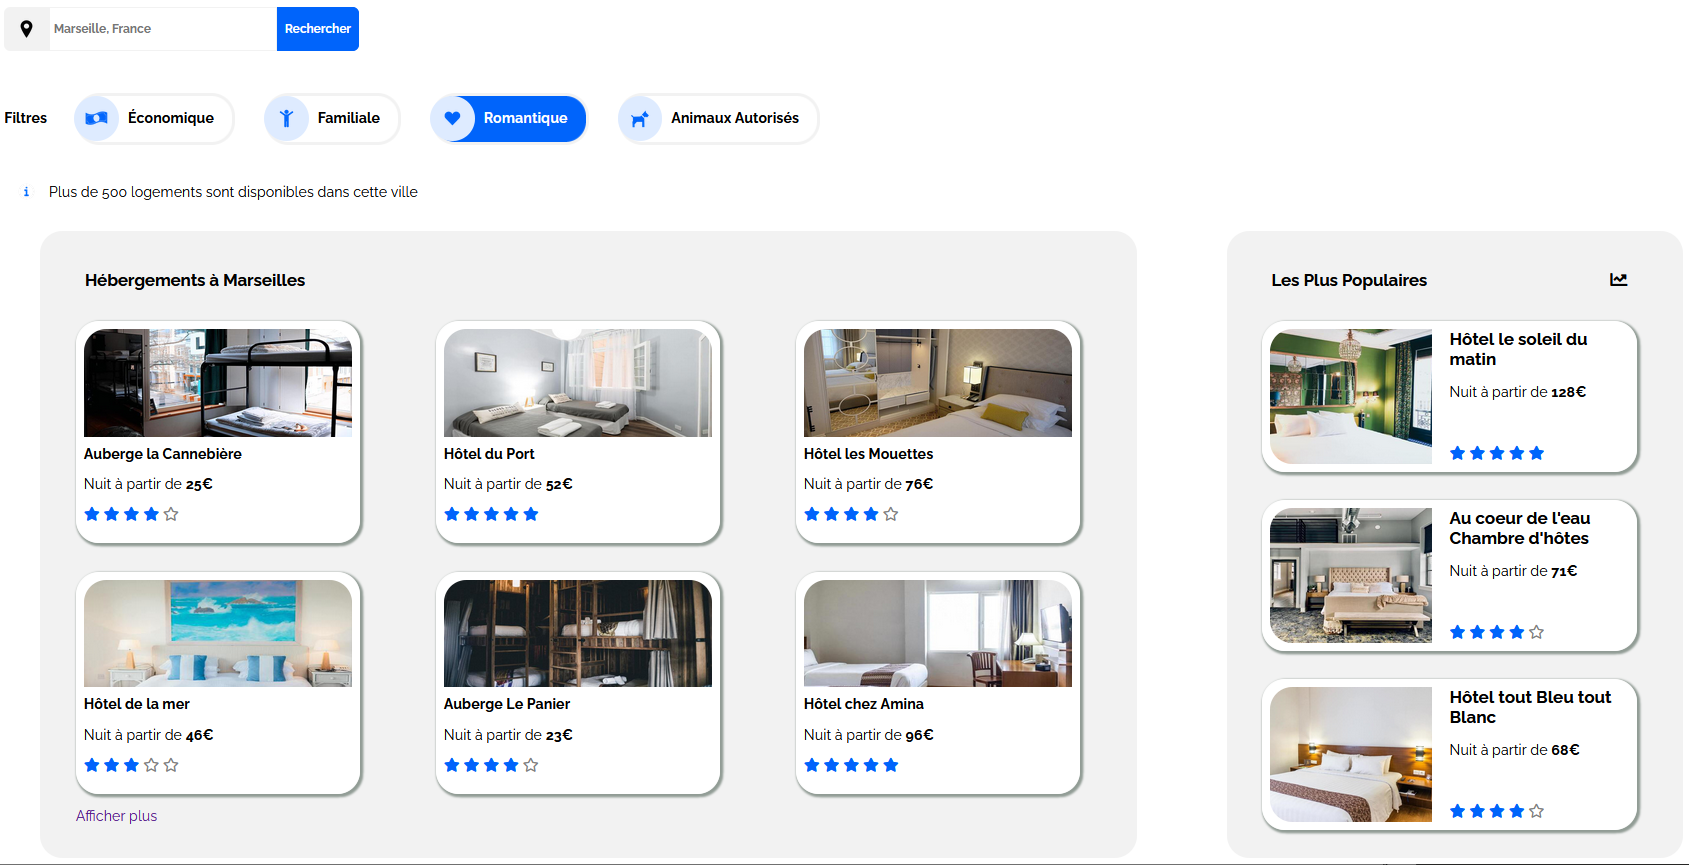 Marseille, France
Rechercher
Filtres
Économique
Familiale
Romantique
Animaux Autorisés
i Plus de 500 logements sont disponibles dans cette ville
Hébergements à Marseilles
Auberge la Cannebière
Nuit à partir de 25€
Hôtel du Port
Nuit à partir de 52€
Hôtel les Mouettes
Nuit à partir de 76€
Hôtel de la mer
Nuit à partir de 46€
Auberge Le Panier
Nuit à partir de 23€
Hôtel chez Amina
Nuit à partir de 96€
Afficher plus
Les Plus Populaires
Hôtel le soleil du
matin
Nuit à partir de 128€
Au coeur de l'eau
Chambre d'hôtes
Nuit à partir de 71€
Hôtel tout Bleu tout
Blanc
Nuit à partir de 68€